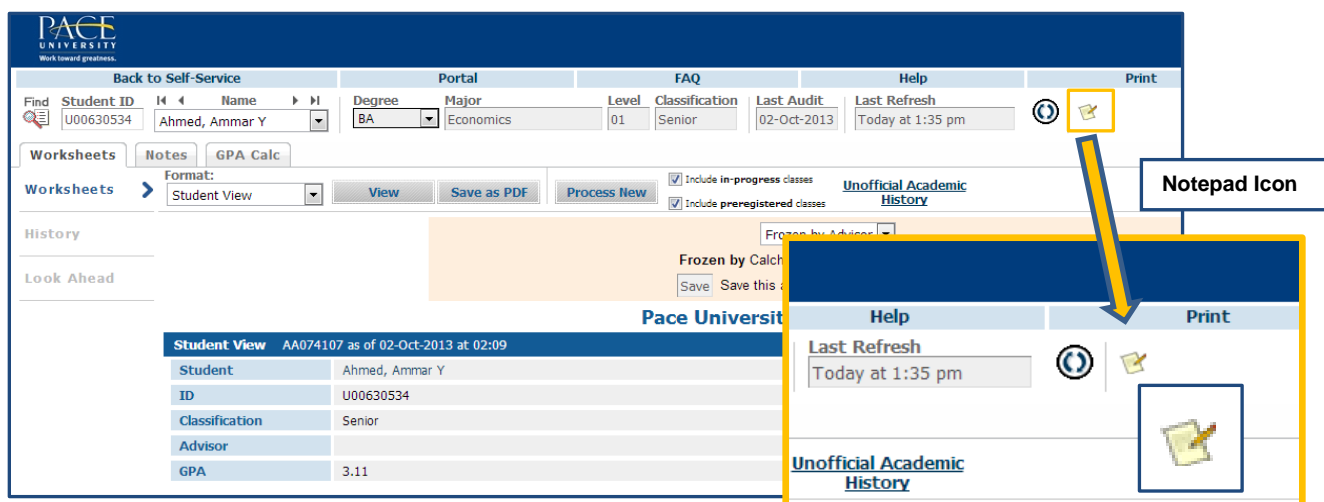 PACE
UNIVERSITY
Work toward greatness.
Back to Self-Service Portal FAQ Help Print
Find Student ID Name Degree Major Level Classification Last Audit Last Refresh
U00630534 Ahmed, Ammar Y BA Economics 01 Senior 02-Oct-2013 Today at 1:35 pm
Worksheets Notes GPA Calc
Worksheets
Format:
Student View
View Save as PDF Process New
Include in-progress classes
Include preregistered classes
Unofficial Academic
History
Notepad Icon
History
Look Ahead
Frozen by Advisor
Frozen by Calch
Save Save this a
Pace Universit
Student View AA074107 as of 02-Oct-2013 at 02:09
Student Ahmed, Ammar Y
ID U00630534
Classification Senior
Advisor
GPA 3.11
Help Print
Last Refresh
Today at 1:35 pm
Unofficial Academic
History